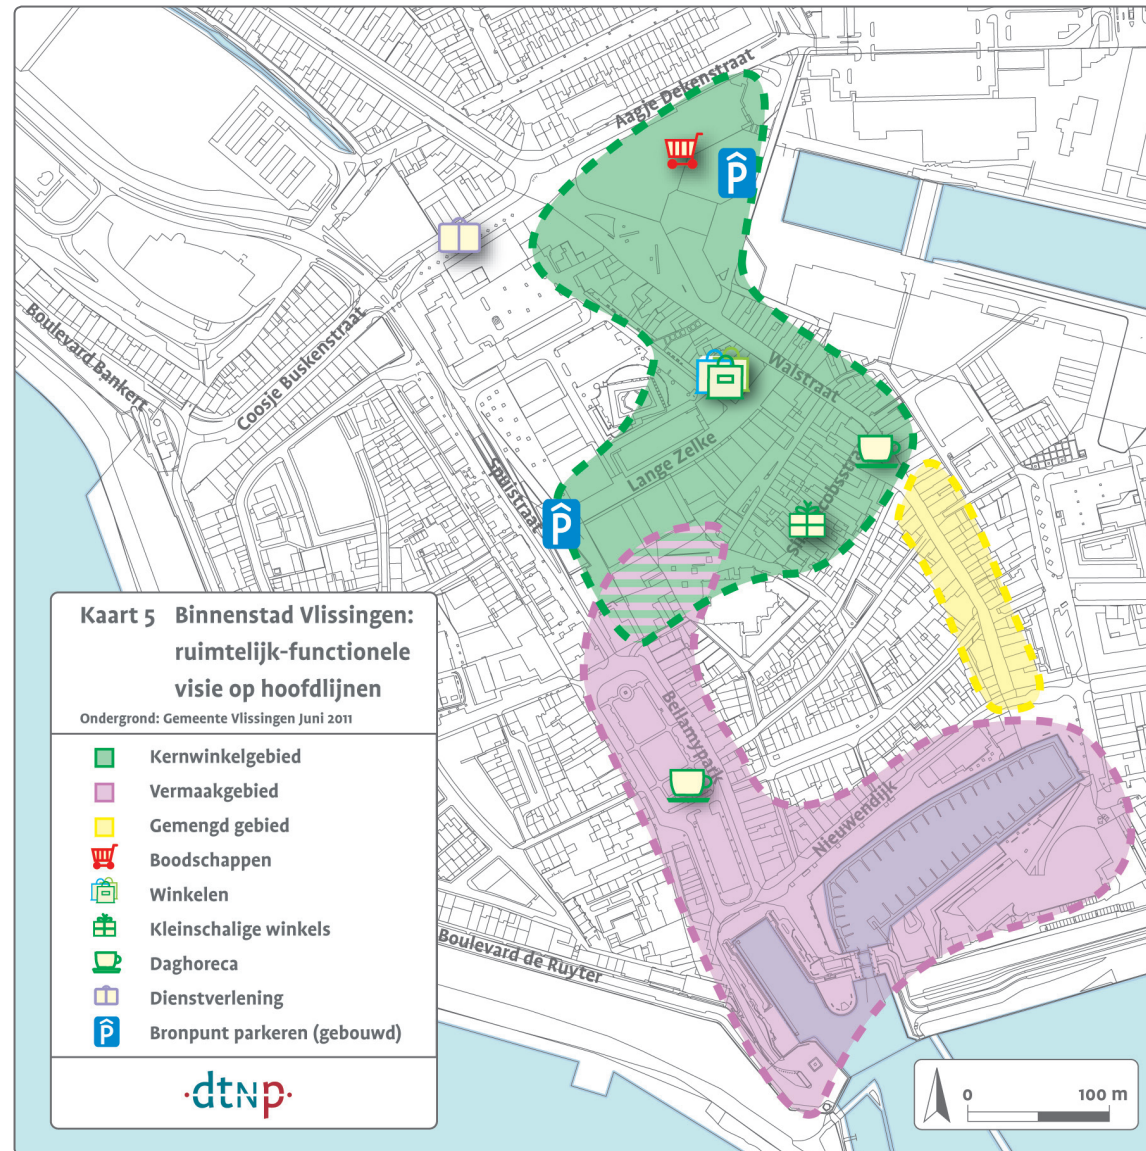 Aagje Dekenstraat
P
Boulevard Bankert
Coosje Buskenstraat
Walstraat
Lange Zelke
Spuistraat
P
Bellamypark
Nieuwendijk
Boulevard de Ruyter
Kaart 5 Binnenstad Vlissingen:
ruimtelijk-functionele
visie op hoofdlijnen
Ondergrond: Gemeente Vlissingen Juni 2011
Kernwinkelgebied
Vermaakgebied
Gemengd gebied
Boodschappen
Winkelen
Kleinschalige winkels
Daghoreca
Dienstverlening
P Bronpunt parkeren (gebouwd)
·dtnp·
0 100 m